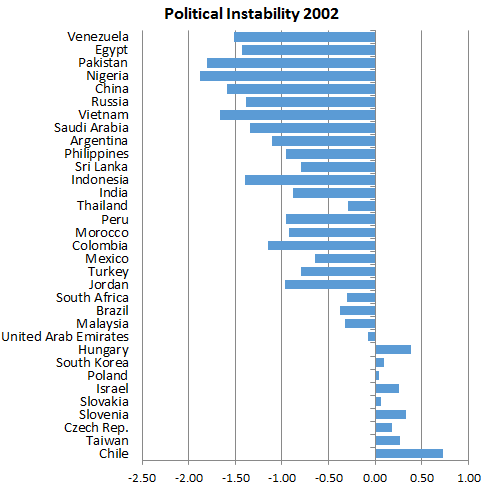 Political Instability 2002
Venezuela
Egypt
Pakistan
Nigeria
China
Russia
Vietnam
Saudi Arabia
Argentina
Philippines
Sri Lanka
Indonesia
India
Thailand
Peru
Morocco
Colombia
Mexico
Turkey
Jordan
South Africa
Brazil
Malaysia
United Arab Emirates
Hungary
South Korea
Poland
Israel
Slovakia
Slovenia
Czech Rep.
Taiwan
Chile
-2.50 -2.00 -1.50 -1.00 -0.50 0.00 0.50 1.00